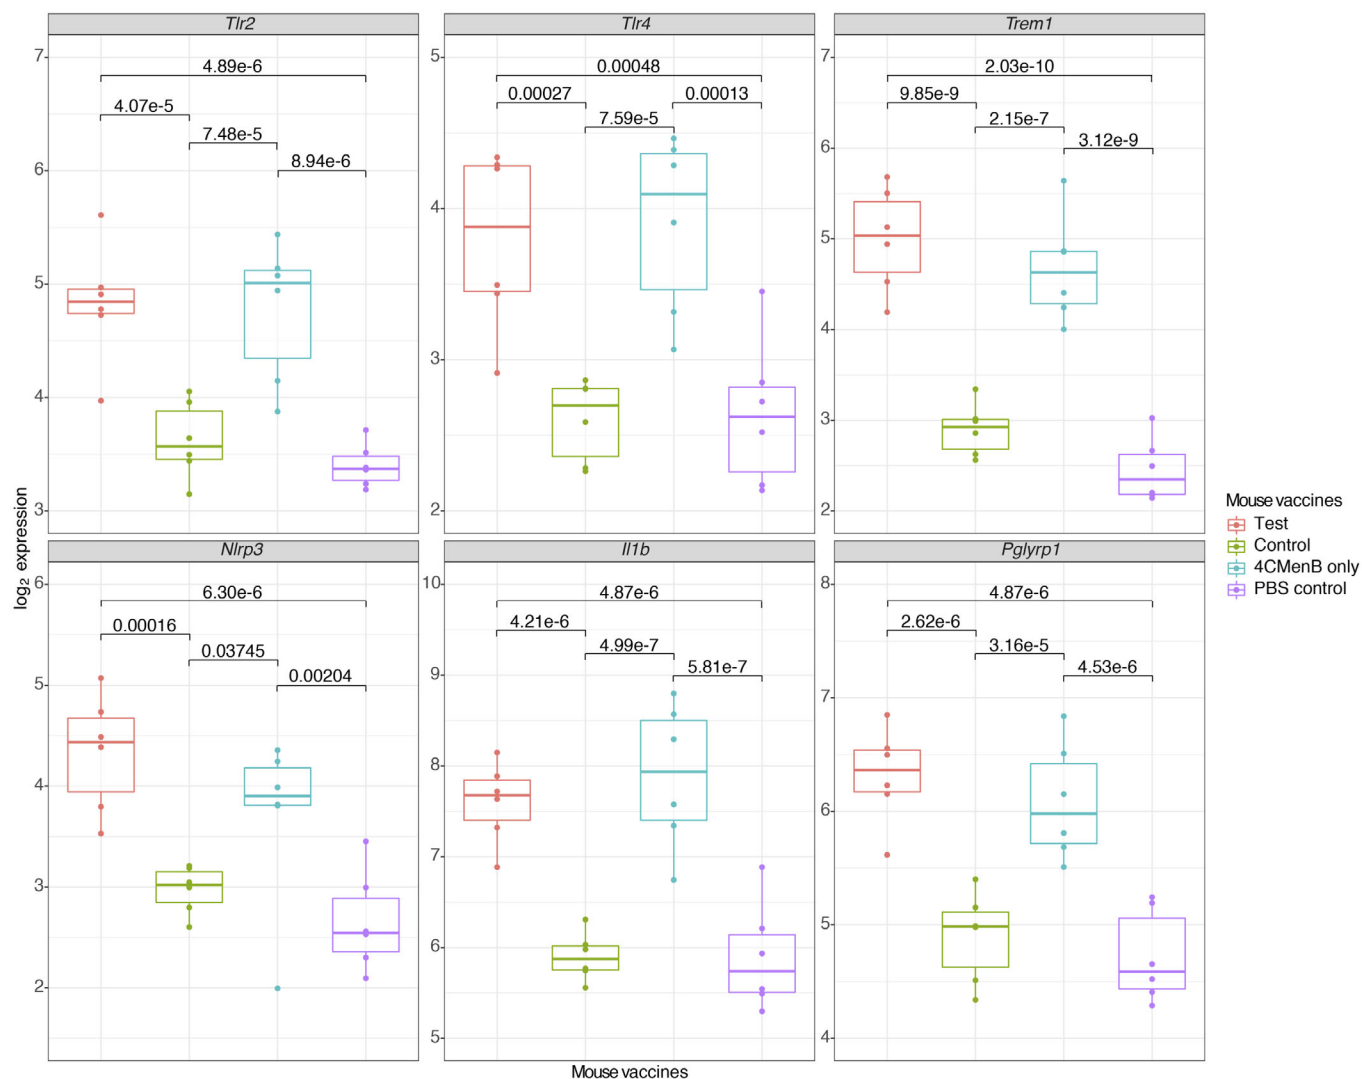 Tlr2
Tlr4
Trem1
7
4.89e-6
4.07e-5
7.48e-5
8.94e-6
6
5
4
3
5
0.00048
0.00027
0.00013
7.59e-5
4
3
2
7
2.03e-10
9.85e-9
2.15e-7
3.12e-9
6
5
4
3
2
log2 expression
Nlrp3
Il1b
Pglyrp1
6
6.30e-6
0.00016
0.03745
0.00204
5
4
3
2
10
4.87e-6
4.21e-6
4.99e-7
5.81e-7
9
8
7
6
5
8
4.87e-6
2.62e-6
3.16e-5
4.53e-6
7
6
5
4
Mouse vaccines
Mouse vaccines
Test
Control
4CMenB only
PBS control